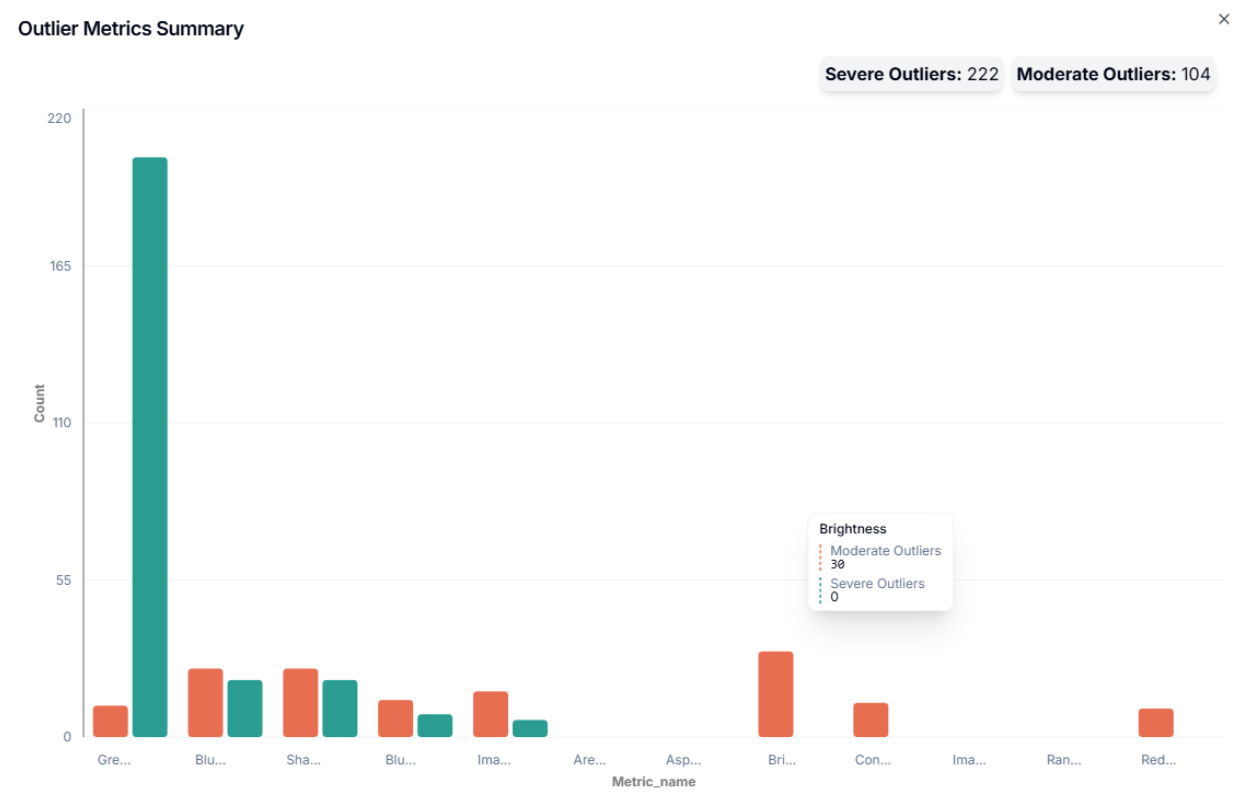 Outlier Metrics Summary
Severe Outliers: 222 Moderate Outliers: 104
220
165
110
55
0
Count
Brightness
Moderate Outliers
30
Severe Outliers
0
Gre... Blu... Sha... Blu... Ima... Are... Asp... Bri... Con... Ima... Ran... Red...
Metric_name